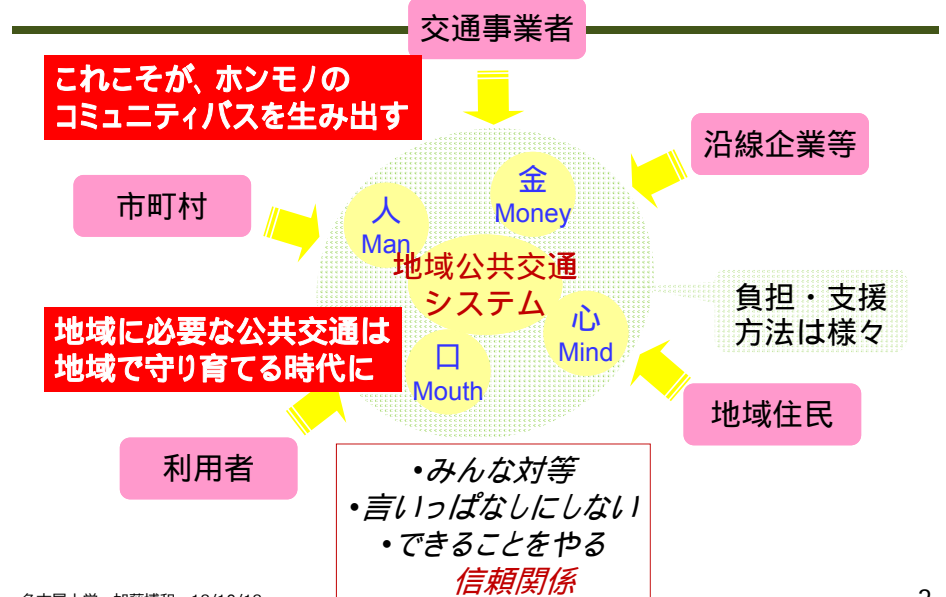 交通事業者
これこそが、ホンモノの
コミュニティバスを生み出す
沿線企業等
市町村
金
Money
人
Man
地域公共交通
システム
負担・支援
方法は様々
心
Mind
地域に必要な公共交通は
地域で守り育てる時代に
口
Mouth
地域住民
利用者
•みんな対等
•言いっぱなしにしない
•できることをやる
信頼関係